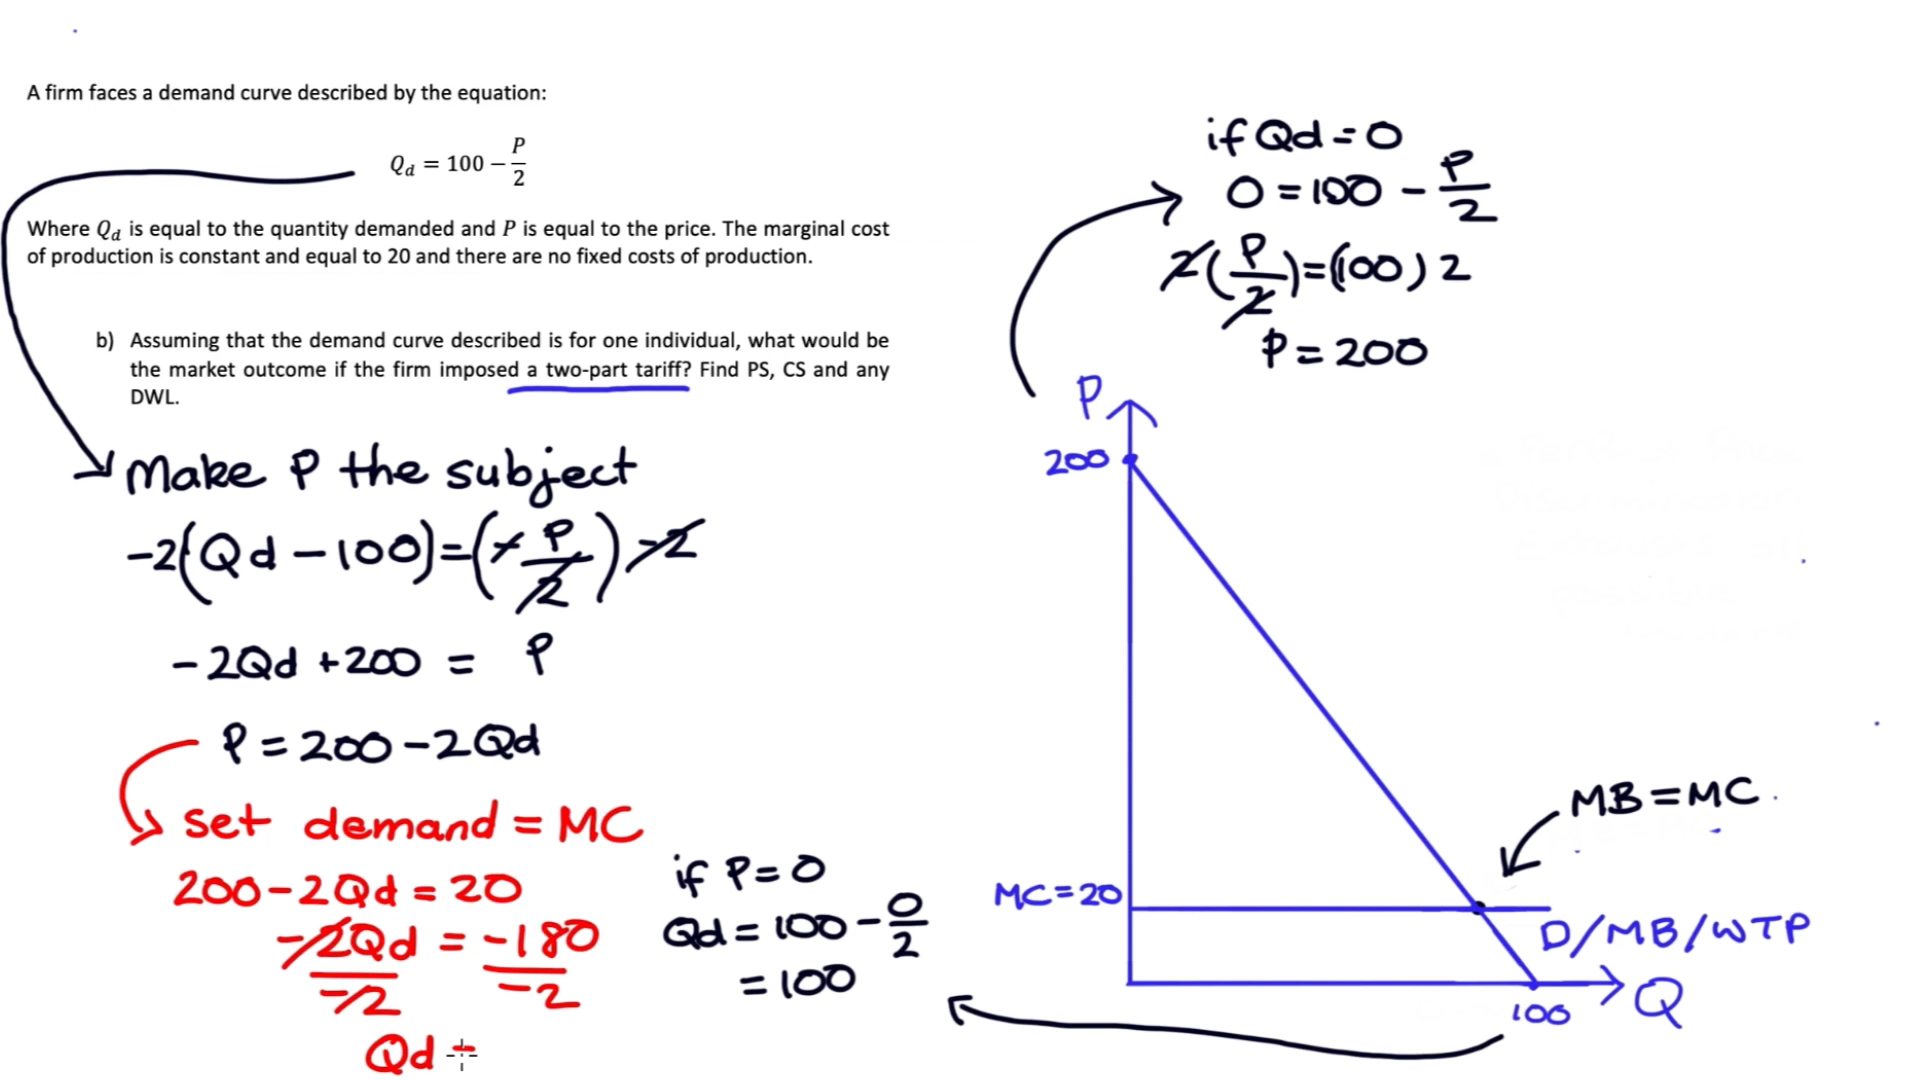 A firm faces a demand curve described by the equation:
Qd = 100 − P/2
Where Qd is equal to the quantity demanded and P is equal to the price. The marginal cost
of production is constant and equal to 20 and there are no fixed costs of production.
b) Assuming that the demand curve described is for one individual, what would be
the market outcome if the firm imposed a two-part tariff? Find PS, CS and any
DWL.
Make P the subject
-2(Qd - 100) = (-P/2) -2
-2Qd + 200 = P
P = 200 - 2Qd
set demand = MC
200 - 2Qd = 20
-2Qd/-2 = -180/-2
Qd =
if P = 0
Qd = 100 - 0/2
= 100
if Qd = 0
0 = 100 - P/2
2(P/2) = (100) 2
P = 200
P
200
MB = MC
MC = 20
D/MB/WTP
100
Q